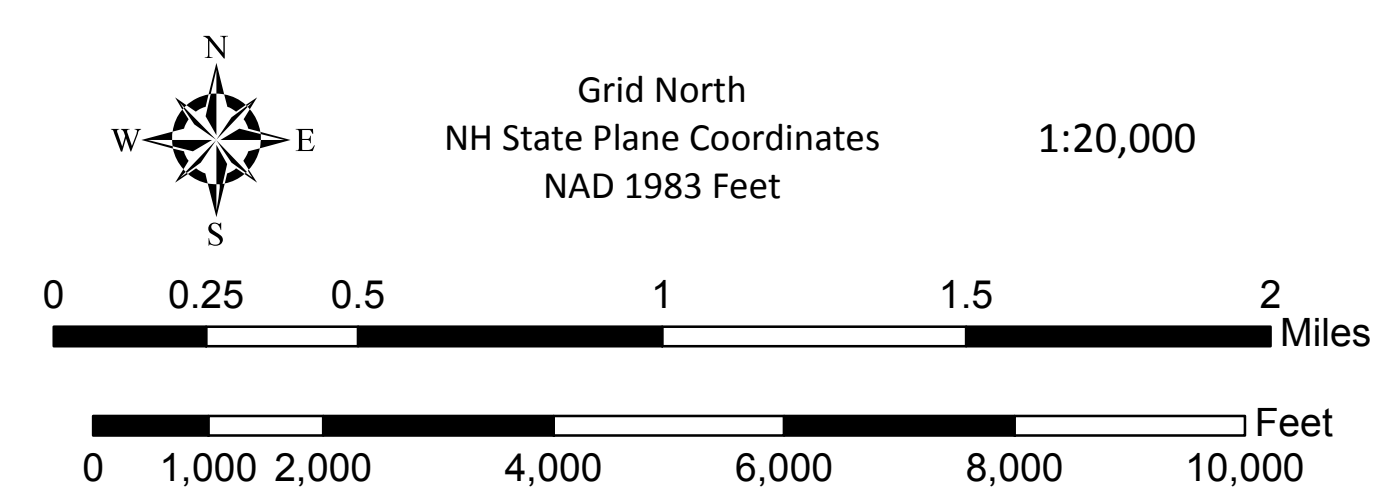 N
W E
S
Grid North
NH State Plane Coordinates
NAD 1983 Feet
1:20,000
0 0.25 0.5 1 1.5 2
Miles
Feet
0 1,000 2,000 4,000 6,000 8,000 10,000